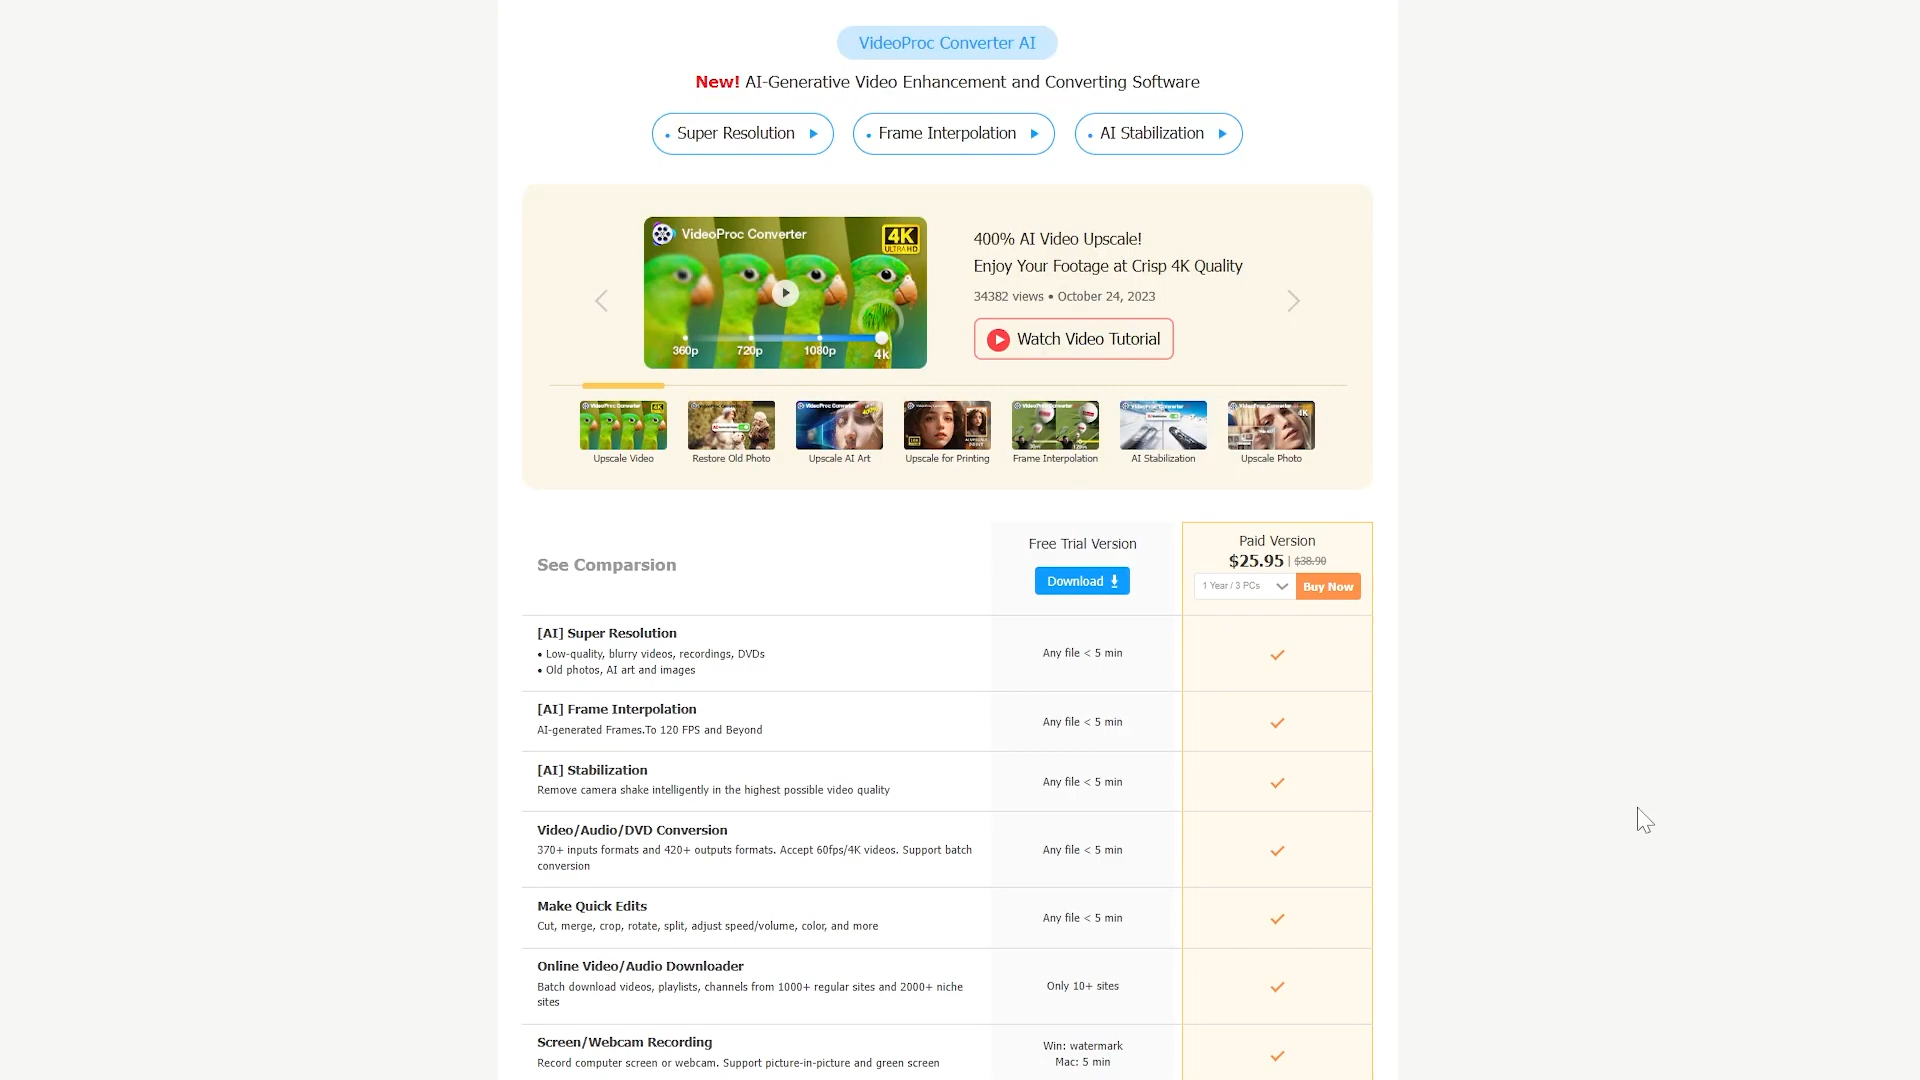 VideoProc Converter AI
New! AI-Generative Video Enhancement and Converting Software
• Super Resolution
• Frame Interpolation
• AI Stabilization
VideoProc Converter
4K
ULTRA HD
360p
720p
1080p
4k
400% AI Video Upscale!
Enjoy Your Footage at Crisp 4K Quality
34382 views • October 24, 2023
Watch Video Tutorial
Upscale Video
Restore Old Photo
Upscale AI Art
Upscale for Printing
Frame Interpolation
AI Stabilization
Upscale Photo
See Comparsion
Free Trial Version
Download
Paid Version
$25.95 | $38.90
1 Year / 3 PCs
Buy Now
[AI] Super Resolution
• Low-quality, blurry videos, recordings, DVDs
• Old photos, AI art and images
Any file < 5 min
[AI] Frame Interpolation
AI-generated Frames.To 120 FPS and Beyond
Any file < 5 min
[AI] Stabilization
Remove camera shake intelligently in the highest possible video quality
Any file < 5 min
Video/Audio/DVD Conversion
370+ inputs formats and 420+ outputs formats. Accept 60fps/4K videos. Support batch
conversion
Any file < 5 min
Make Quick Edits
Cut, merge, crop, rotate, split, adjust speed/volume, color, and more
Any file < 5 min
Online Video/Audio Downloader
Batch download videos, playlists, channels from 1000+ regular sites and 2000+ niche
sites
Only 10+ sites
Screen/Webcam Recording
Record computer screen or webcam. Support picture-in-picture and green screen
Win: watermark
Mac: 5 min